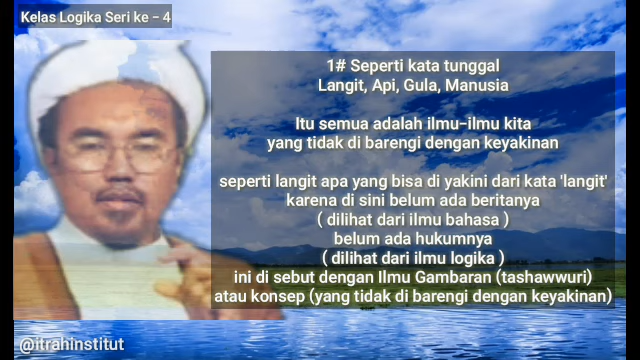 Kelas Logika Seri ke - 4
1# Seperti kata tunggal
Langit, Api, Gula, Manusia
Itu semua adalah ilmu-ilmu kita
yang tidak di barengi dengan keyakinan
seperti langit apa yang bisa di yakini dari kata 'langit'
karena di sini belum ada beritanya
( dilihat dari ilmu bahasa )
belum ada hukumnya
( dilihat dari ilmu logika )
ini di sebut dengan Ilmu Gambaran (tashawwuri)
atau konsep (yang tidak di barengi dengan keyakinan)
@itrahinstitut